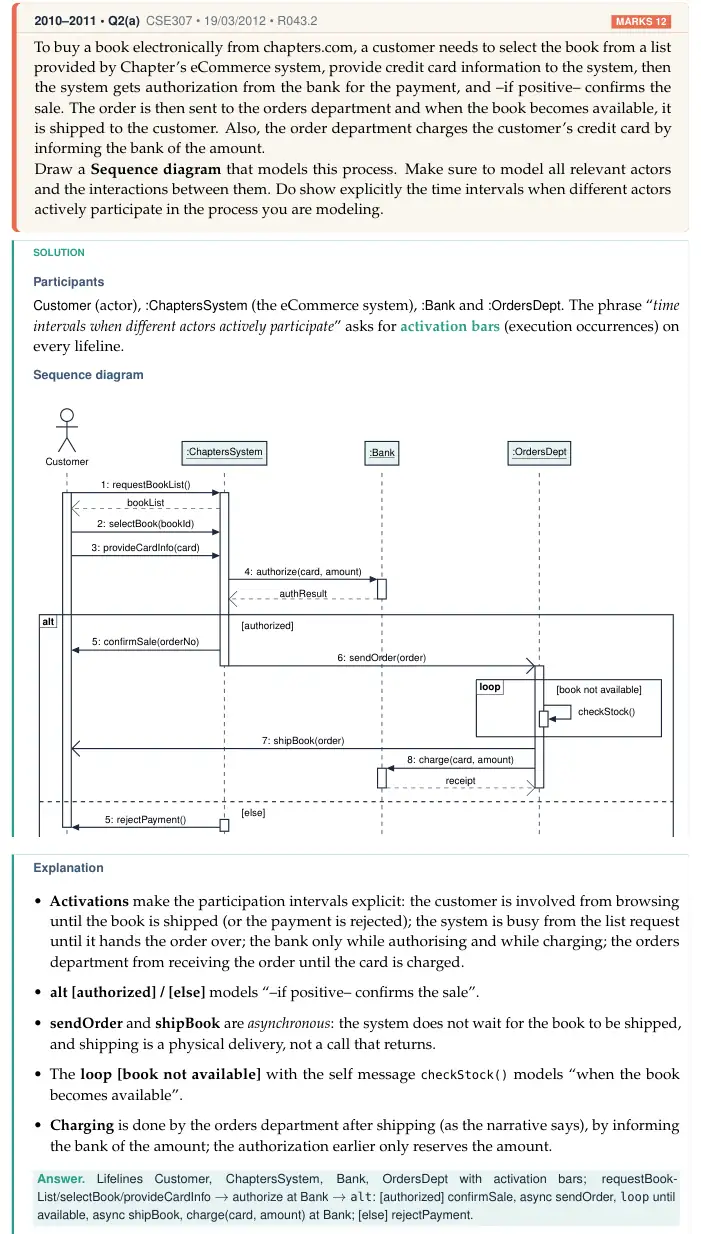 2010–2011 • Q2(a) CSE307 • 19/03/2012 • R043.2 MARKS 12
To buy a book electronically from chapters.com, a customer needs to select the book from a list
provided by Chapter's eCommerce system, provide credit card information to the system, then
the system gets authorization from the bank for the payment, and –if positive– confirms the
sale. The order is then sent to the orders department and when the book becomes available, it
is shipped to the customer. Also, the order department charges the customer's credit card by
informing the bank of the amount.
Draw a Sequence diagram that models this process. Make sure to model all relevant actors
and the interactions between them. Do show explicitly the time intervals when different actors
actively participate in the process you are modeling.
SOLUTION
Participants
Customer (actor), :ChaptersSystem (the eCommerce system), :Bank and :OrdersDept. The phrase “time
intervals when different actors actively participate” asks for activation bars (execution occurrences) on
every lifeline.
Sequence diagram
Customer
:ChaptersSystem
:Bank
:OrdersDept
1: requestBookList()
bookList
2: selectBook(bookId)
3: provideCardInfo(card)
4: authorize(card, amount)
authResult
alt
[authorized]
5: confirmSale(orderNo)
6: sendOrder(order)
loop
[book not available]
checkStock()
7: shipBook(order)
8: charge(card, amount)
receipt
[else]
5: rejectPayment()
Explanation
• Activations make the participation intervals explicit: the customer is involved from browsing
until the book is shipped (or the payment is rejected); the system is busy from the list request
until it hands the order over; the bank only while authorising and while charging; the orders
department from receiving the order until the card is charged.
• alt [authorized] / [else] models “–if positive– confirms the sale”.
• sendOrder and shipBook are asynchronous: the system does not wait for the book to be shipped,
and shipping is a physical delivery, not a call that returns.
• The loop [book not available] with the self message checkStock() models “when the book
becomes available”.
• Charging is done by the orders department after shipping (as the narrative says), by informing
the bank of the amount; the authorization earlier only reserves the amount.
Answer. Lifelines Customer, ChaptersSystem, Bank, OrdersDept with activation bars; requestBook-
List/selectBook/provideCardInfo → authorize at Bank → alt: [authorized] confirmSale, async sendOrder, loop until
available, async shipBook, charge(card, amount) at Bank; [else] rejectPayment.